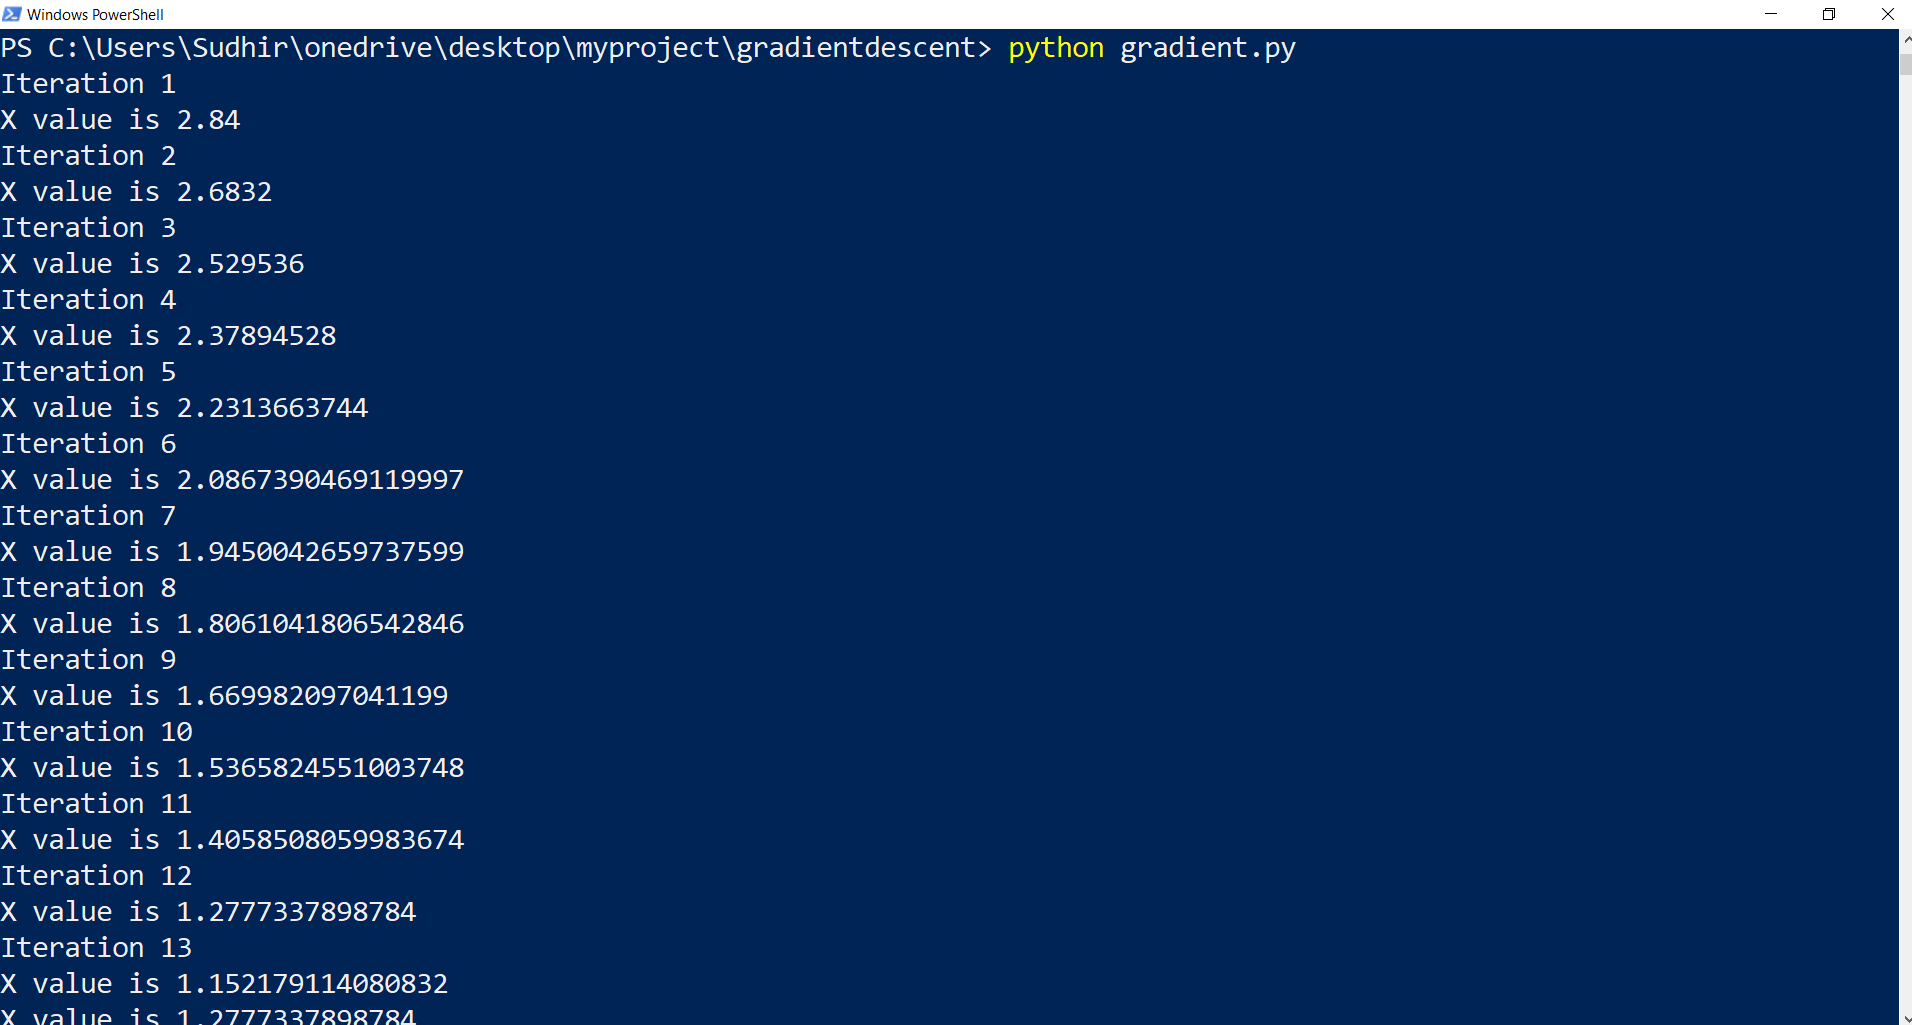 Windows PowerShell
PS C:\Users\Sudhir\onedrive\desktop\myproject\gradientdescent> python gradient.py
Iteration 1
X value is 2.84
Iteration 2
X value is 2.6832
Iteration 3
X value is 2.529536
Iteration 4
X value is 2.37894528
Iteration 5
X value is 2.2313663744
Iteration 6
X value is 2.0867390469119997
Iteration 7
X value is 1.9450042659737599
Iteration 8
X value is 1.8061041806542846
Iteration 9
X value is 1.669982097041199
Iteration 10
X value is 1.5365824551003748
Iteration 11
X value is 1.4058508059983674
Iteration 12
X value is 1.2777337898784
Iteration 13
X value is 1.152179114080832
X value is 1.2777337898784